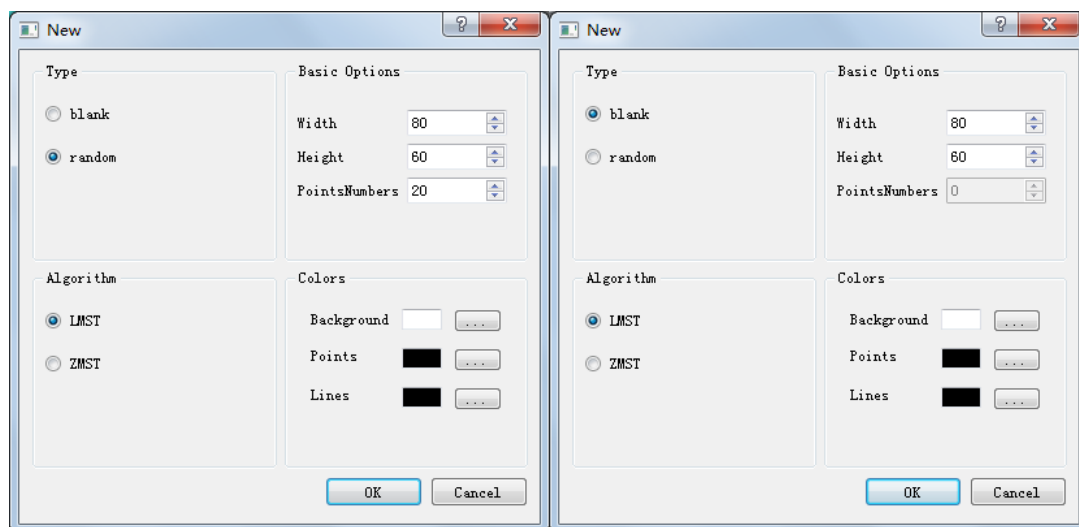 New
Type
blank
random
Basic Options
Width 80
Height 60
PointsNumbers 20
Algorithm
LMST
ZMST
Colors
Background ...
Points ...
Lines ...
OK Cancel
New
Type
blank
random
Basic Options
Width 80
Height 60
PointsNumbers 0
Algorithm
LMST
ZMST
Colors
Background ...
Points ...
Lines ...
OK Cancel